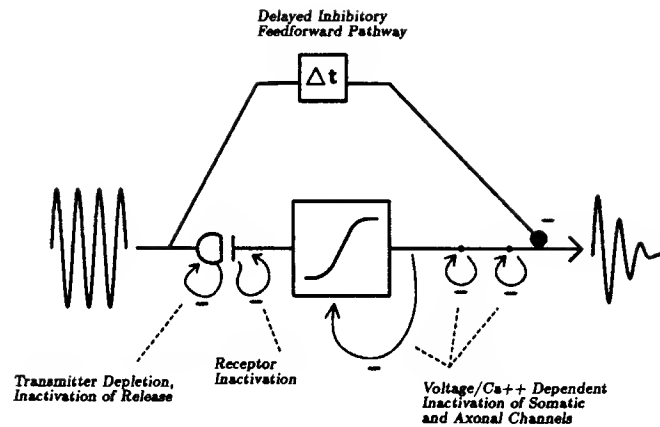 Delayed Inhibitory
Feedforward Pathway
Δt
−
−
−
−
−
−
Transmitter Depletion,
Inactivation of Release
Receptor
Inactivation
Voltage/Ca++ Dependent
Inactivation of Somatic
and Axonal Channels